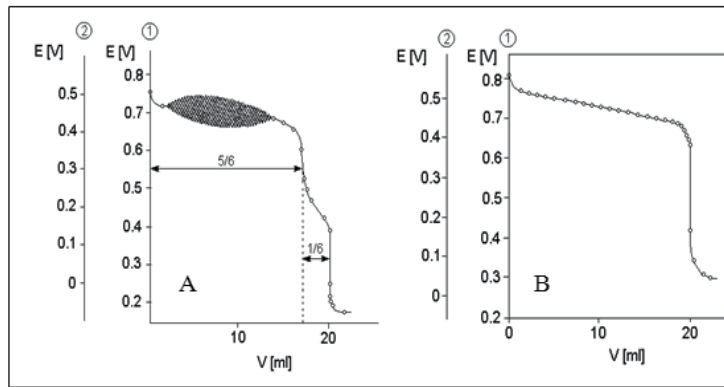 ② ① ② ①
E [V] E [V] E [V] E [V]
0.8 0.8
0.5 0.7 0.5 0.7
0.4 0.6 0.4 0.6
5/6
0.3 0.5 0.3 0.5
0.2 0.4 0.2
0.4
1/6
0.1 0.3 0.1
0 A 0.3 B
0.2 0
0.2
10 20 0 10 20
V [ml] V [ml]